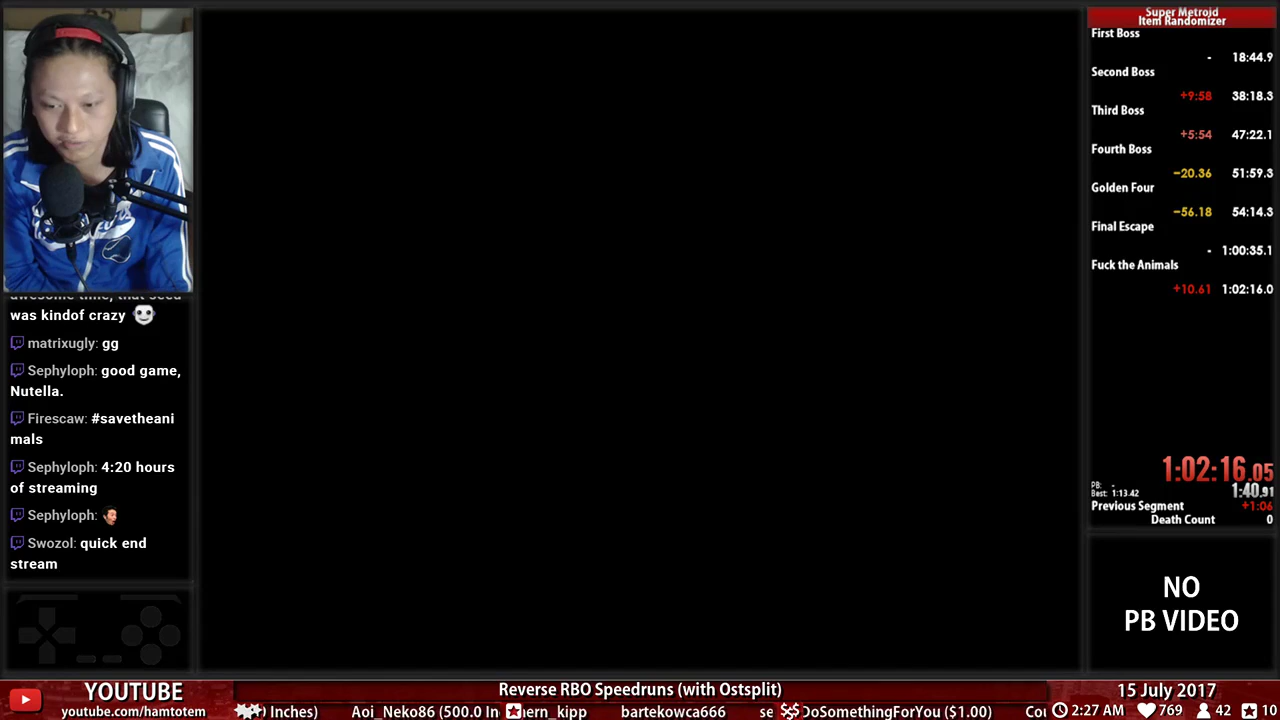 awesome time, that seed
was kindof crazy
matrixugly: gg
Sephyloph: good game,
Nutella.
Firescaw: #savetheani
mals
Sephyloph: 4:20 hours
of streaming
Sephyloph:
Swozol: quick end
stream
Super Metroid
Item Randomizer
First Boss
- 18:44.9
Second Boss
+9:58 38:18.3
Third Boss
+5:54 47:22.1
Fourth Boss
−20.36 51:59.3
Golden Four
−56.18 54:14.3
Final Escape
- 1:00:35.1
Fuck the Animals
+10.61 1:02:16.0
1:02:16.05
PB: -
Best: 1:13.42
1:40.91
Previous Segment +1:06
Death Count 0
NO
PB VIDEO
YOUTUBE
youtube.com/hamtotem
Reverse RBO Speedruns (with Ostsplit)
) Inches) Aoi_Neko86 (500.0 In ern_kipp bartekowca666 se DoSomethingForYou ($1.00) Cou
15 July 2017
2:27 AM 769 42 10